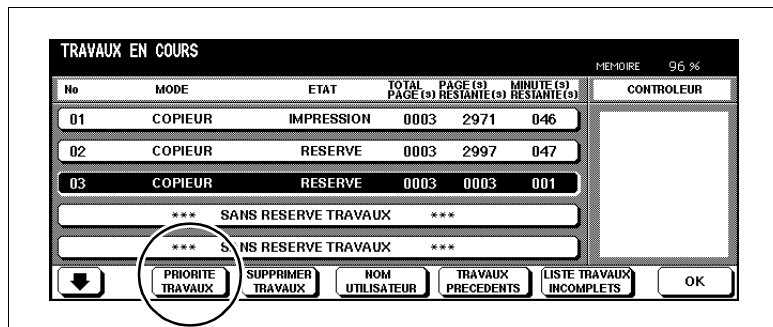 TRAVAUX EN COURS
MEMOIRE 96 %
No MODE ETAT TOTAL PAGE(S) PAGE(S) RESTANTE(S) MINUTE(S) RESTANTE(S) CONTROLEUR
01 COPIEUR IMPRESSION 0003 2971 046
02 COPIEUR RESERVE 0003 2997 047
03 COPIEUR RESERVE 0003 0003 001
*** SANS RESERVE TRAVAUX ***
*** SANS RESERVE TRAVAUX ***
PRIORITE TRAVAUX
SUPPRIMER TRAVAUX
NOM UTILISATEUR
TRAVAUX PRECEDENTS
LISTE TRAVAUX INCOMPLETS
OK